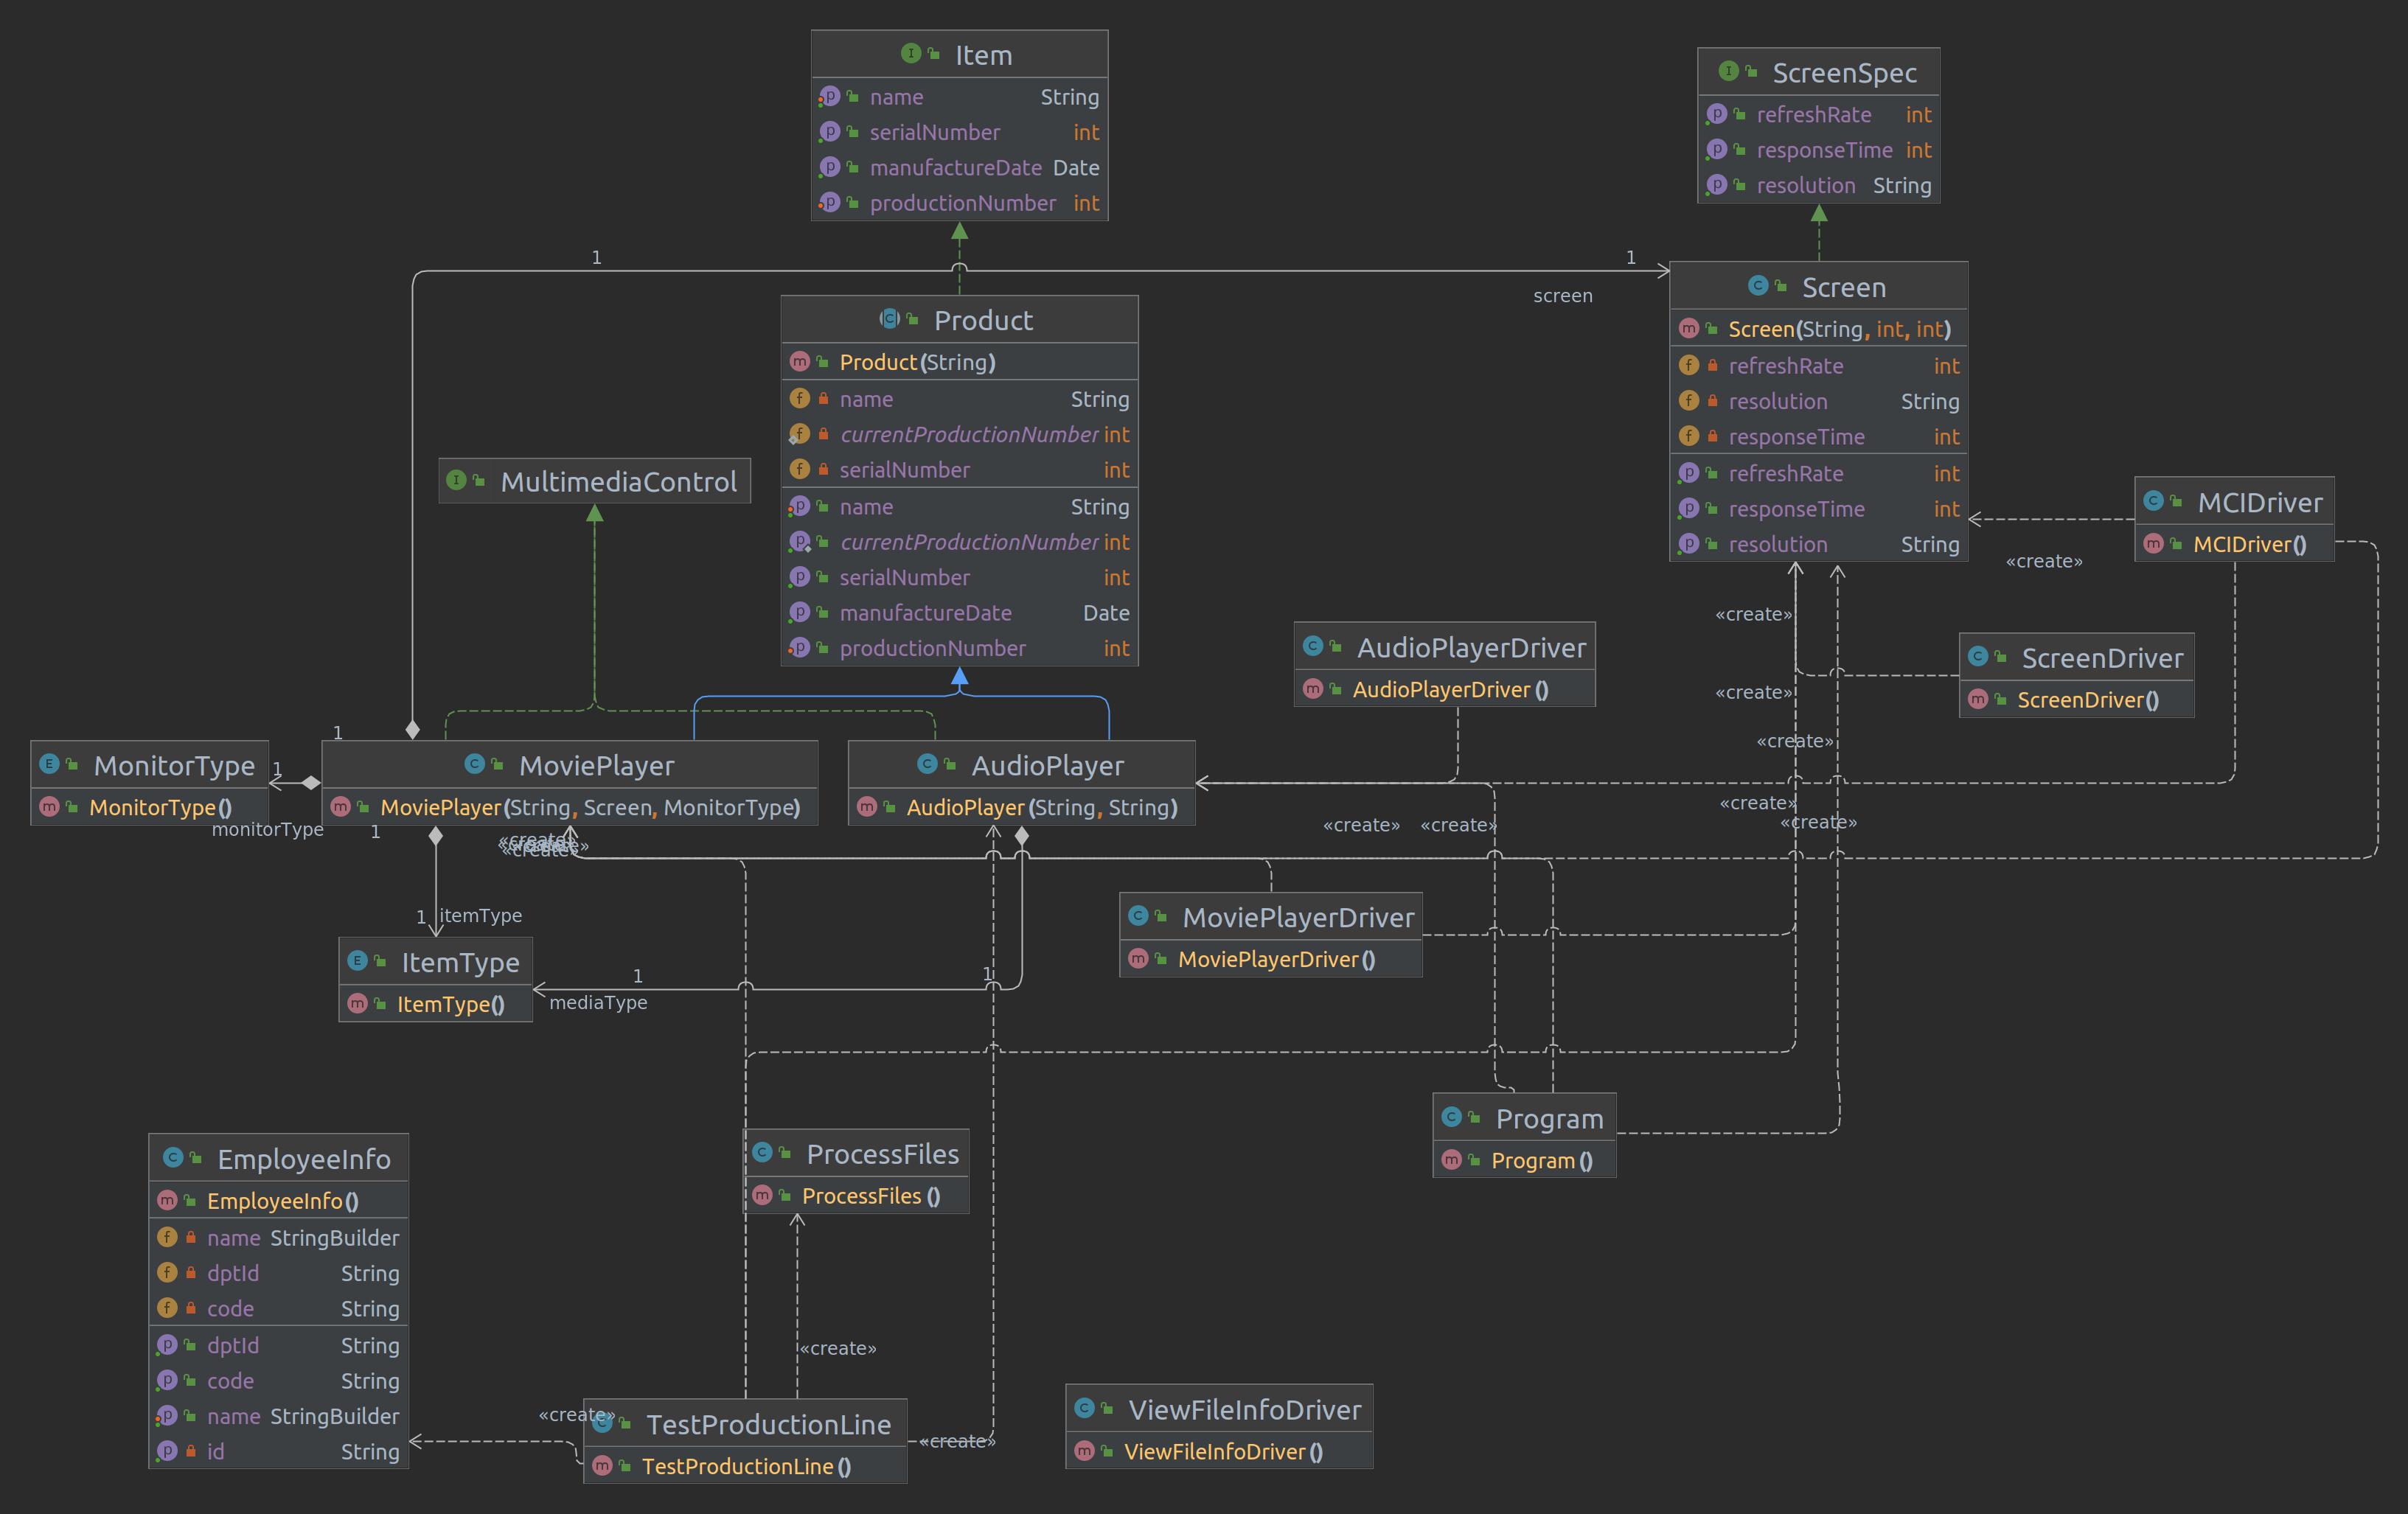 Item
name String
serialNumber int
manufactureDate Date
productionNumber int
ScreenSpec
refreshRate int
responseTime int
resolution String
1
1
screen
Product
Product(String)
name String
currentProductionNumber int
serialNumber int
name String
currentProductionNumber int
serialNumber int
manufactureDate Date
productionNumber int
Screen
Screen(String, int, int)
refreshRate int
resolution String
responseTime int
refreshRate int
responseTime int
resolution String
MultimediaControl
MCIDriver
MCIDriver()
«create»
«create»
AudioPlayerDriver
AudioPlayerDriver()
ScreenDriver
ScreenDriver()
«create»
«create»
MonitorType
MonitorType()
1
1
monitorType
1
MoviePlayer
MoviePlayer(String, Screen, MonitorType)
AudioPlayer
AudioPlayer(String, String)
«create»
«create»
«create»
«create»
«create»
«create»
«create»
1 itemType
MoviePlayerDriver
MoviePlayerDriver()
ItemType
ItemType()
1
mediaType
1
Program
Program()
EmployeeInfo
EmployeeInfo()
name StringBuilder
dptId String
code String
dptId String
code String
name StringBuilder
id String
ProcessFiles
ProcessFiles()
«create»
«create»
TestProductionLine
TestProductionLine()
«create»
ViewFileInfoDriver
ViewFileInfoDriver()